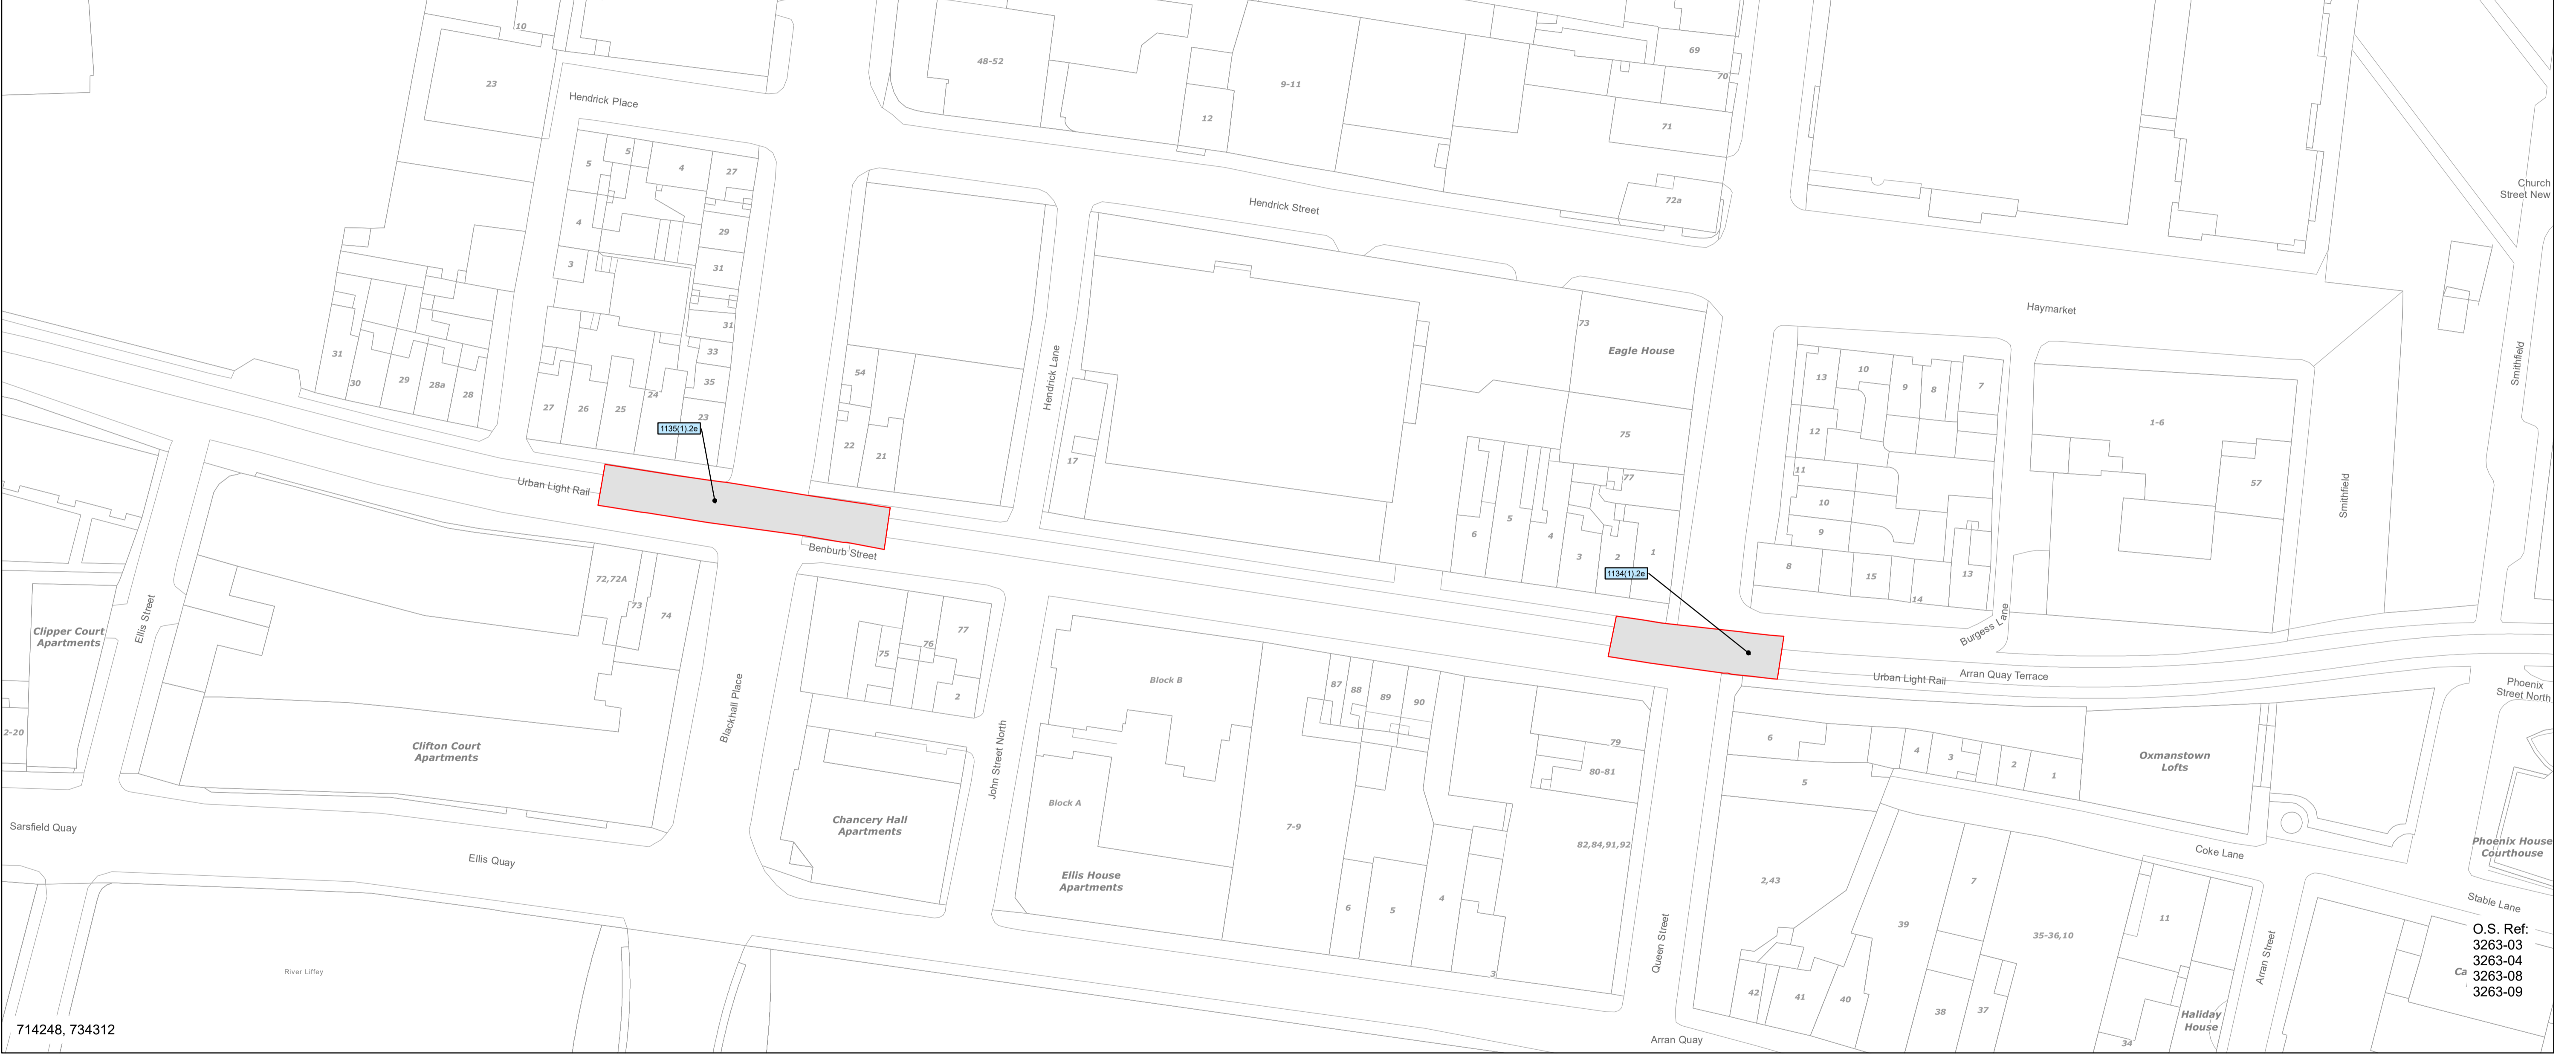 10
48-52
69
23
70
9-11
Hendrick Place
12
71
5
5
4
27
Church
Street New
72a
4
Hendrick Street
29
3
31
Haymarket
73
31
Eagle House
33
31
30
29
28a
28
35
54
Hendrick Lane
13
10
9
8
7
Smithfield
27
26
25
24
23
1-6
1135(1).2e
12
75
22
21
17
11
77
57
Smithfield
Urban Light Rail
10
6
5
4
3
2
1
9
Benburb Street
1134(1).2e
8
15
14
13
72,72A
73
74
Ellis Street
Clipper Court
Apartments
77
76
75
2
Burgess Lane
Arran Quay Terrace
Urban Light Rail
Block B
87
88
89
90
Phoenix
Street North
Blackhall Place
2-20
Clifton Court
Apartments
John Street North
79
6
4
3
2
1
Oxmanstown
Lofts
80-81
5
Block A
Chancery Hall
Apartments
7-9
Sarsfield Quay
82,84,91,92
Phoenix House
Courthouse
Coke Lane
Ellis Quay
Ellis House
Apartments
2,43
7
6
5
4
Stable Lane
11
39
35-36,10
O.S. Ref:
3263-03
3263-04
3263-08
3263-09
Ca
Queen Street
Arran Street
River Liffey
3
42
41
40
38
37
Haliday
House
714248, 734312
Arran Quay
34